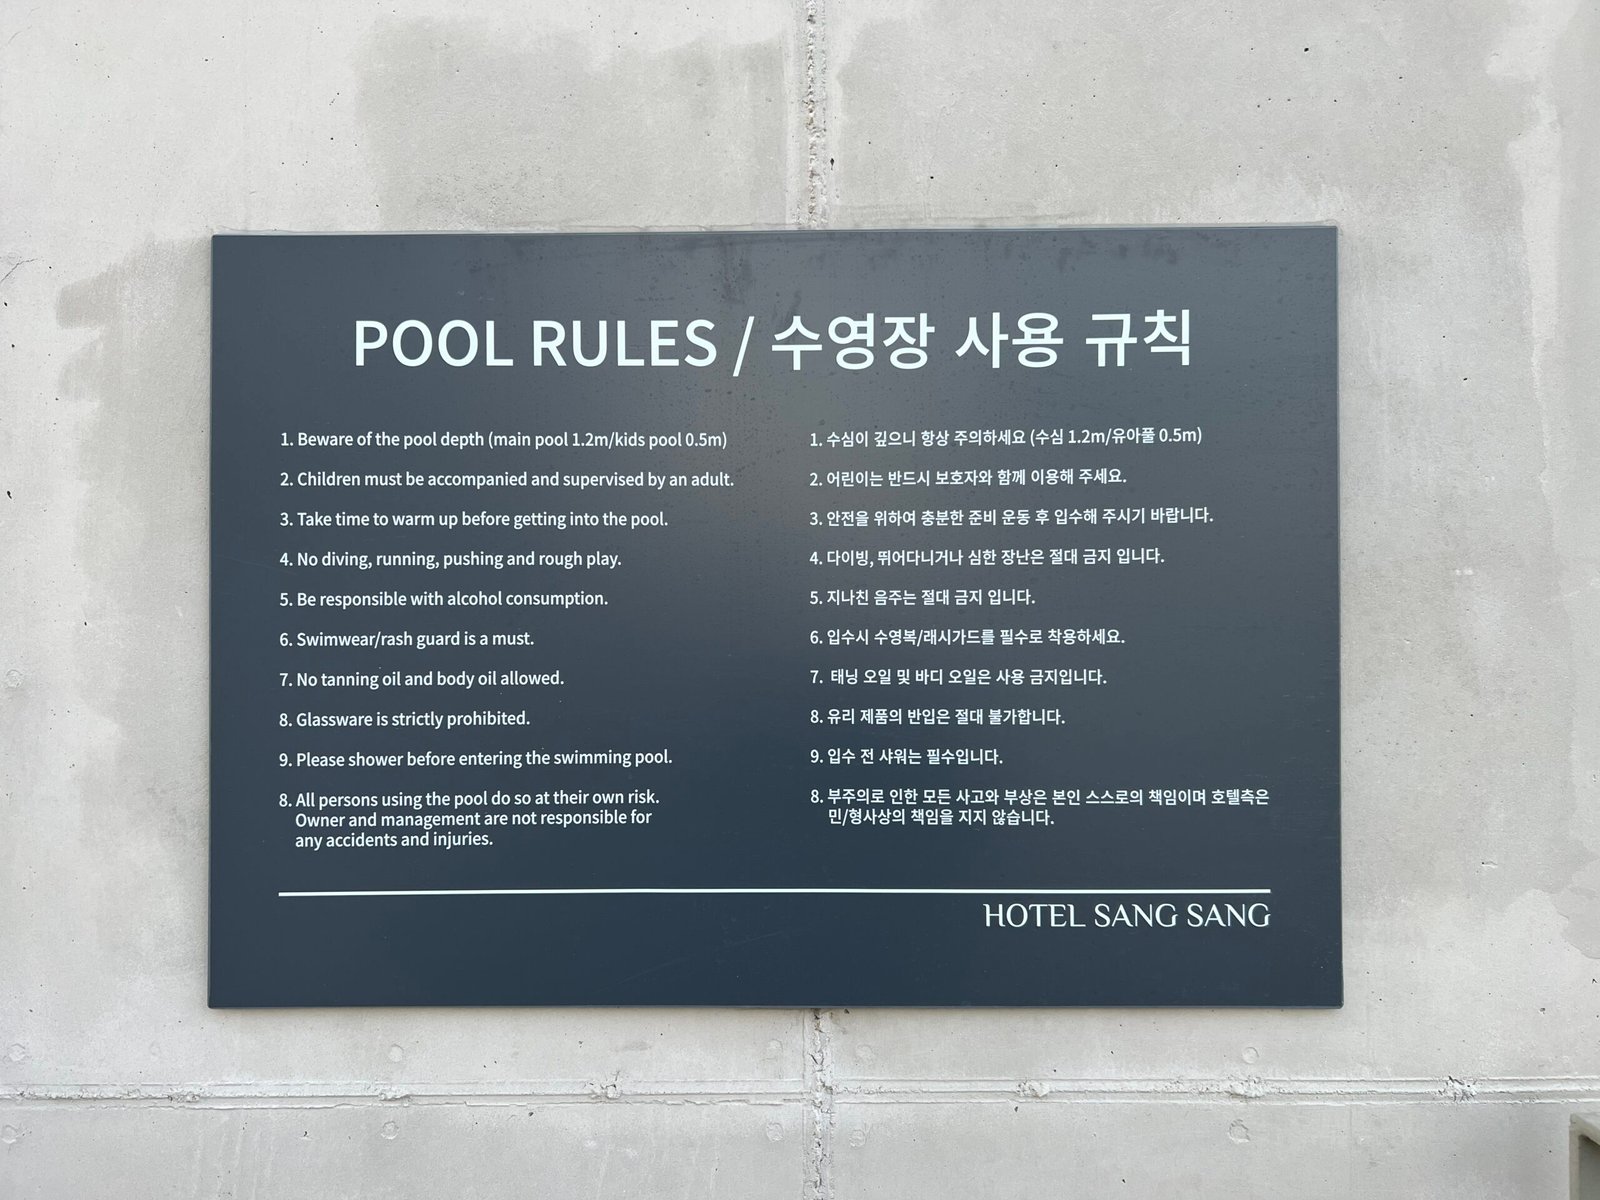 POOL RULES / 수영장 사용 규칙
1. Beware of the pool depth (main pool 1.2m/kids pool 0.5m)
2. Children must be accompanied and supervised by an adult.
3. Take time to warm up before getting into the pool.
4. No diving, running, pushing and rough play.
5. Be responsible with alcohol consumption.
6. Swimwear/rash guard is a must.
7. No tanning oil and body oil allowed.
8. Glassware is strictly prohibited.
9. Please shower before entering the swimming pool.
8. All persons using the pool do so at their own risk.
Owner and management are not responsible for
any accidents and injuries.
1. 수심이 깊으니 항상 주의하세요 (수심 1.2m/유아풀 0.5m)
2. 어린이는 반드시 보호자와 함께 이용해 주세요.
3. 안전을 위하여 충분한 준비 운동 후 입수해 주시기 바랍니다.
4. 다이빙, 뛰어다니거나 심한 장난은 절대 금지 입니다.
5. 지나친 음주는 절대 금지 입니다.
6. 입수시 수영복/래시가드를 필수로 착용하세요.
7. 태닝 오일 및 바디 오일은 사용 금지입니다.
8. 유리 제품의 반입은 절대 불가합니다.
9. 입수 전 샤워는 필수입니다.
8. 부주의로 인한 모든 사고와 부상은 본인 스스로의 책임이며 호텔측은
민/형사상의 책임을 지지 않습니다.
HOTEL SANG SANG